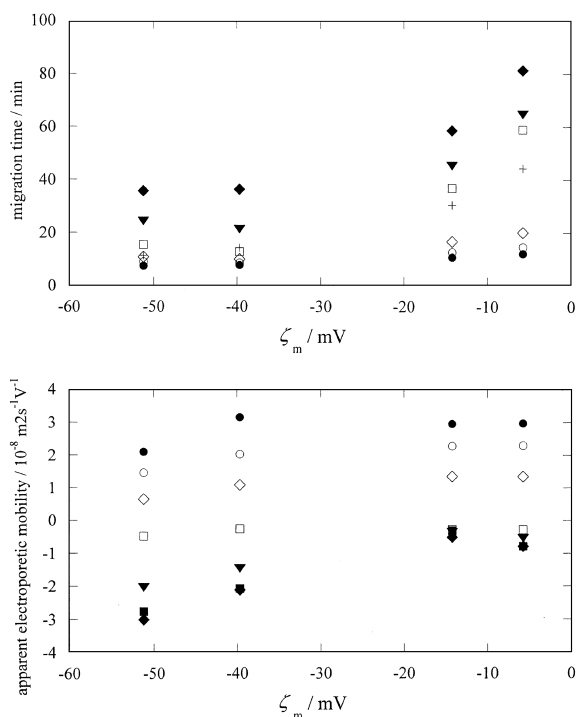 100
80
60
40
20
0
migration time / min
-60 -50 -40 -30 -20 -10 0
ζm / mV
4
3
2
1
0
-1
-2
-3
-4
apparent electroporetic mobility / 10-8 m2s-1V-1
-60 -50 -40 -30 -20 -10 0
ζm / mV